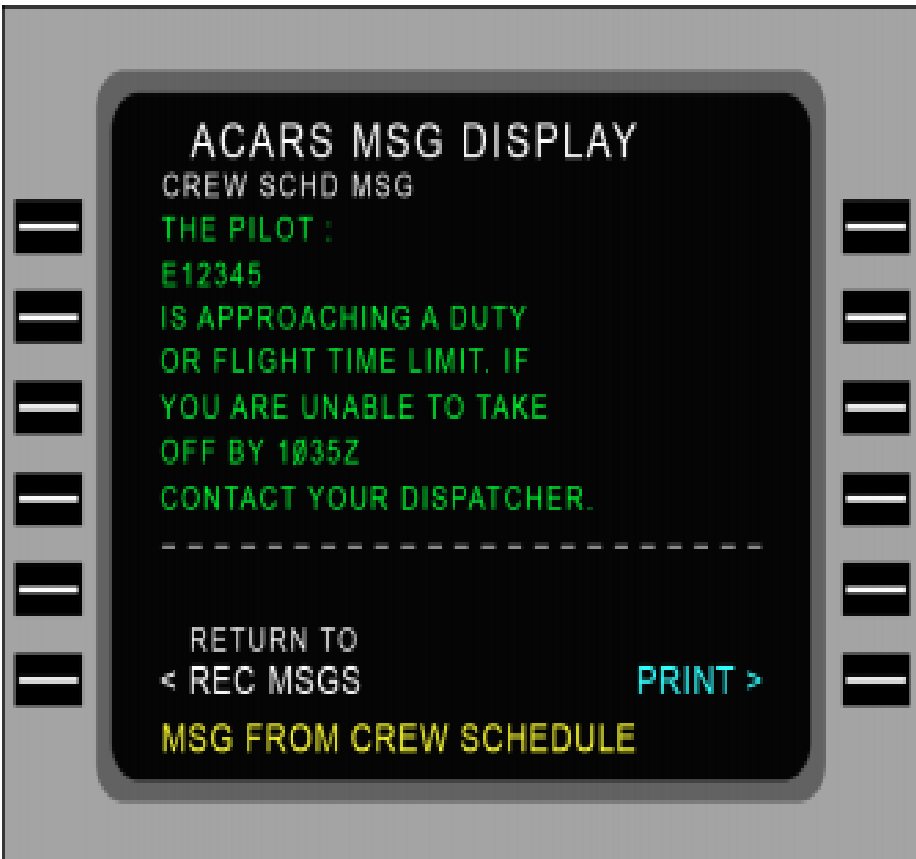 ACARS MSG DISPLAY
CREW SCHD MSG
THE PILOT :
E12345
IS APPROACHING A DUTY
OR FLIGHT TIME LIMIT. IF
YOU ARE UNABLE TO TAKE
OFF BY 1Ø35Z
CONTACT YOUR DISPATCHER.
- - - - - - - - - - - - - - - - - - - - - - - -
RETURN TO
< REC MSGS PRINT >
MSG FROM CREW SCHEDULE